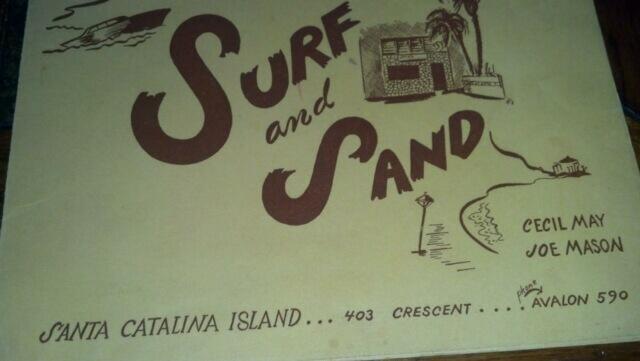 SURF
and
SAND
CECIL MAY
JOE MASON
phone
SANTA CATALINA ISLAND... 403 CRESCENT.... AVALON 590